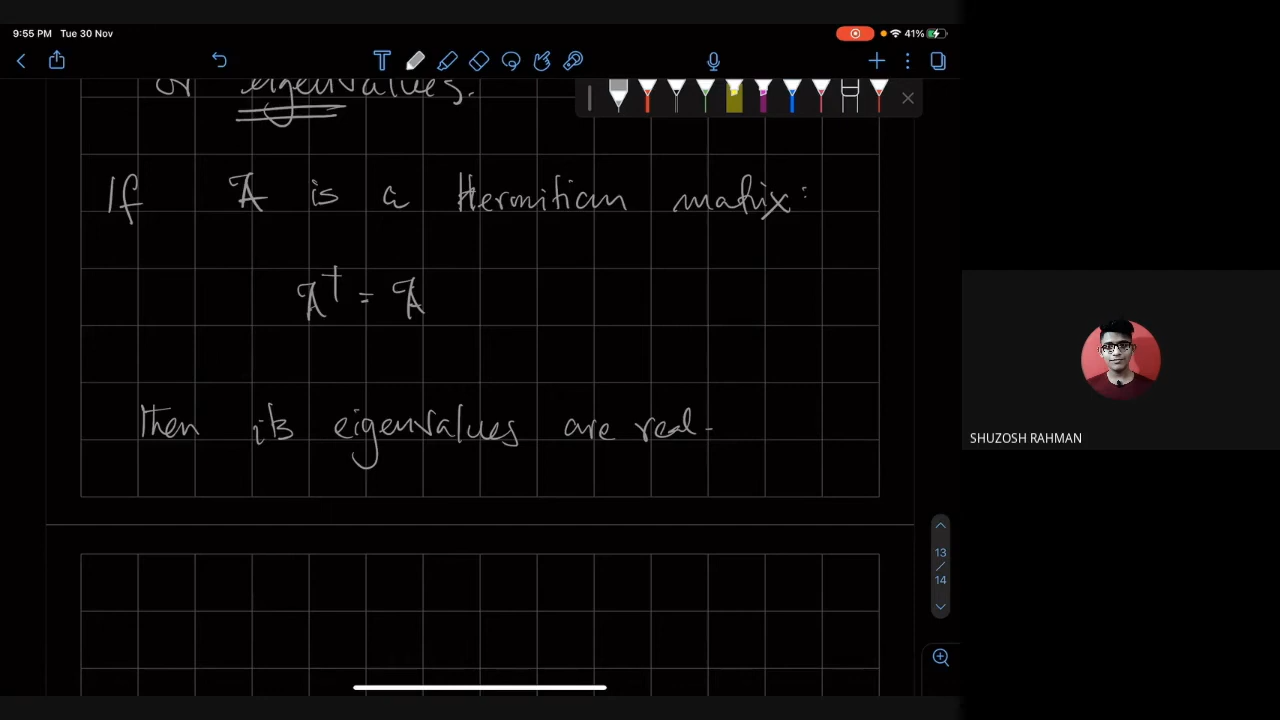 9:55 PM Tue 30 Nov
41%
T
of eigenvalues.
If A is a Hermitian matrix:
A† = A
then its eigenvalues are real.
SHUZOSH RAHMAN
13
/
14